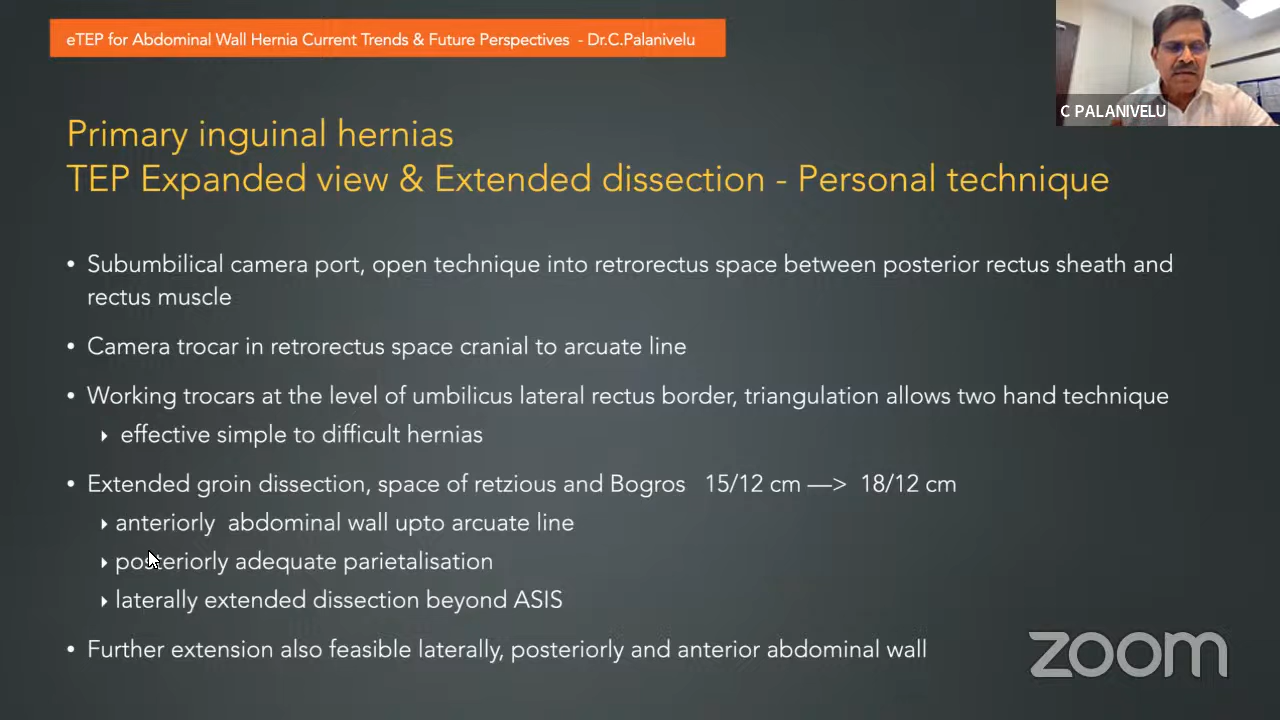 eTEP for Abdominal Wall Hernia Current Trends & Future Perspectives - Dr.C.Palanivelu
C PALANIVELU
Primary inguinal hernias
TEP Expanded view & Extended dissection - Personal technique
• Subumbilical camera port, open technique into retrorectus space between posterior rectus sheath and
rectus muscle
• Camera trocar in retrorectus space cranial to arcuate line
• Working trocars at the level of umbilicus lateral rectus border, triangulation allows two hand technique
‣ effective simple to difficult hernias
• Extended groin dissection, space of retzious and Bogros 15/12 cm —> 18/12 cm
‣ anteriorly abdominal wall upto arcuate line
‣ posteriorly adequate parietalisation
‣ laterally extended dissection beyond ASIS
• Further extension also feasible laterally, posteriorly and anterior abdominal wall
zoom